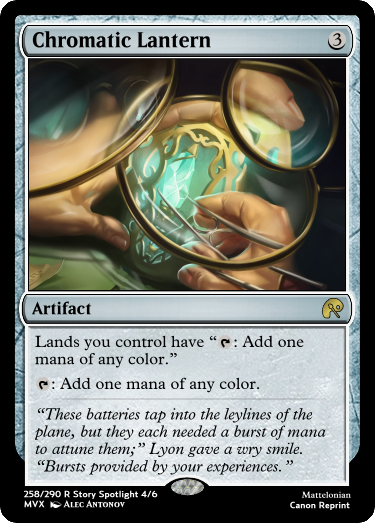 Chromatic Lantern 3
Artifact
Lands you control have “ : Add one
mana of any color.”
: Add one mana of any color.
“These batteries tap into the leylines of the
plane, but they each needed a burst of mana
to attune them;” Lyon gave a wry smile.
“Bursts provided by your experiences.”
258/290 R Story Spotlight 4/6
MVX Alec Antonov
Mattelonian
Canon Reprint